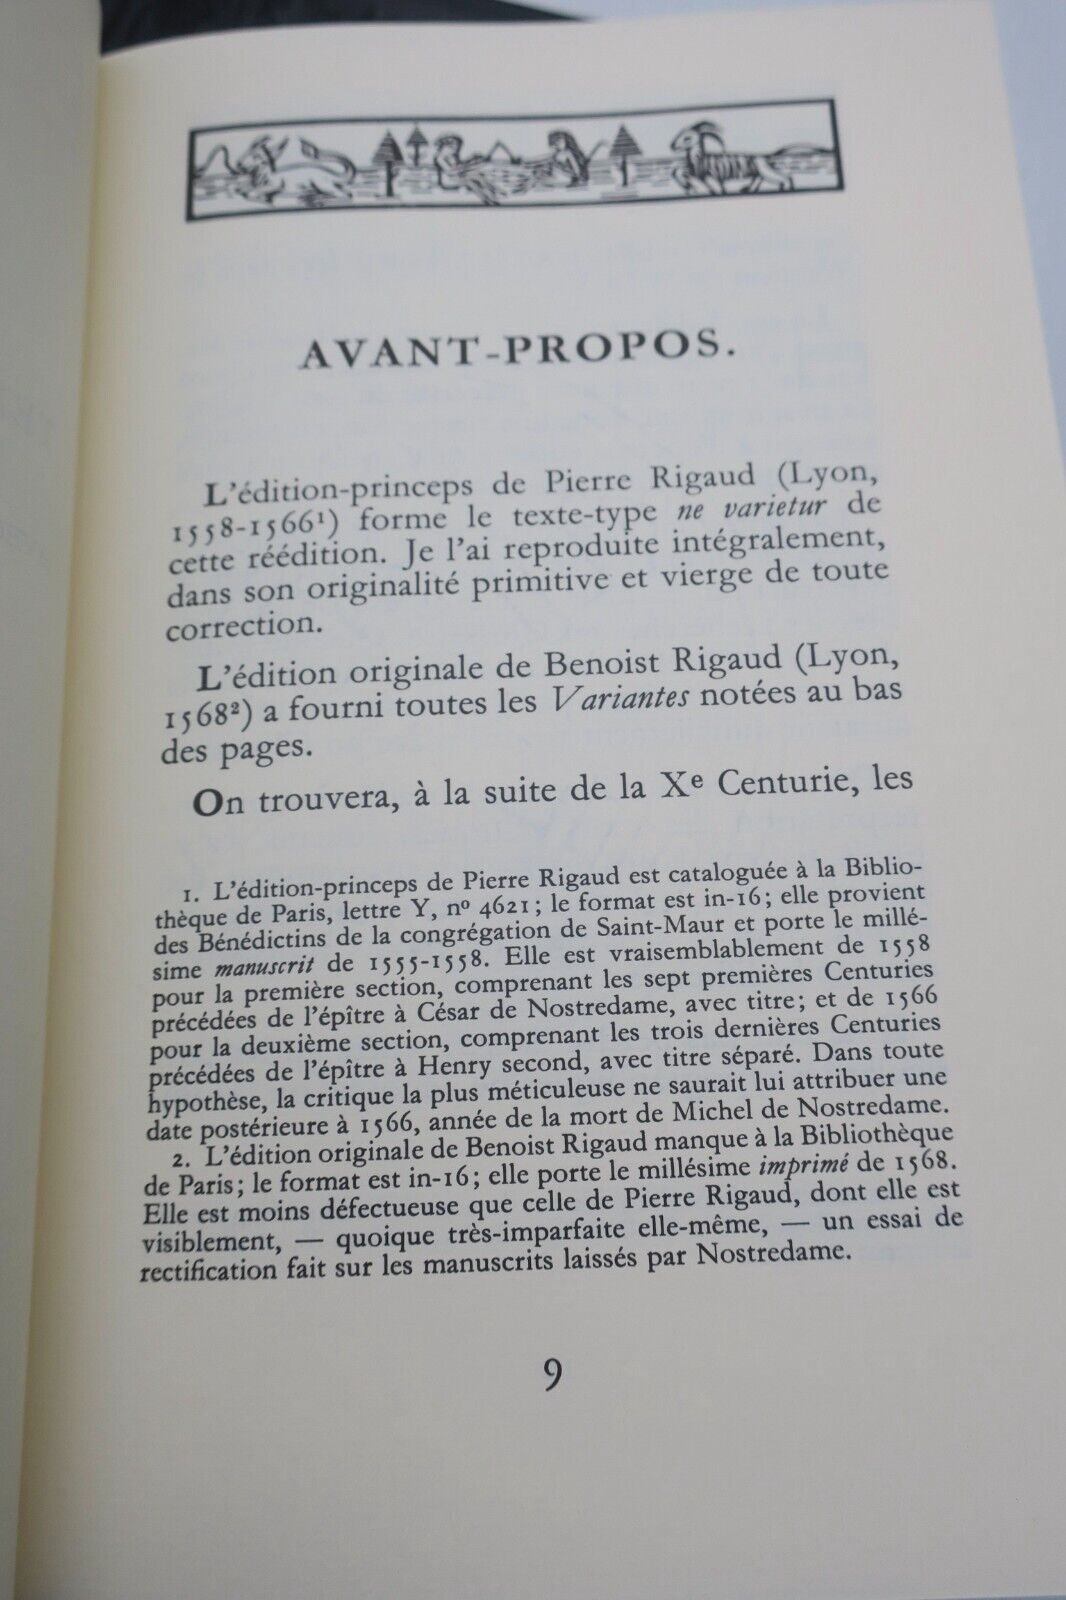 AVANT-PROPOS.
L'édition-princeps de Pierre Rigaud (Lyon,
1558-1566¹) forme le texte-type ne varietur de
cette réédition. Je l'ai reproduite intégralement,
dans son originalité primitive et vierge de toute
correction.
L'édition originale de Benoist Rigaud (Lyon,
1568²) a fourni toutes les Variantes notées au bas
des pages.
On trouvera, à la suite de la Xe Centurie, les
1. L'édition-princeps de Pierre Rigaud est cataloguée à la Biblio-
thèque de Paris, lettre Y, nº 4621 ; le format est in-16 ; elle provient
des Bénédictins de la congrégation de Saint-Maur et porte le millé-
sime manuscrit de 1555-1558. Elle est vraisemblablement de 1558
pour la première section, comprenant les sept premières Centuries
précédées de l'épître à César de Nostredame, avec titre ; et de 1566
pour la deuxième section, comprenant les trois dernières Centuries
précédées de l'épître à Henry second, avec titre séparé. Dans toute
hypothèse, la critique la plus méticuleuse ne saurait lui attribuer une
date postérieure à 1566, année de la mort de Michel de Nostredame.
2. L'édition originale de Benoist Rigaud manque à la Bibliothèque
de Paris ; le format est in-16 ; elle porte le millésime imprimé de 1568.
Elle est moins défectueuse que celle de Pierre Rigaud, dont elle est
visiblement, — quoique très-imparfaite elle-même, — un essai de
rectification fait sur les manuscrits laissés par Nostredame.
9